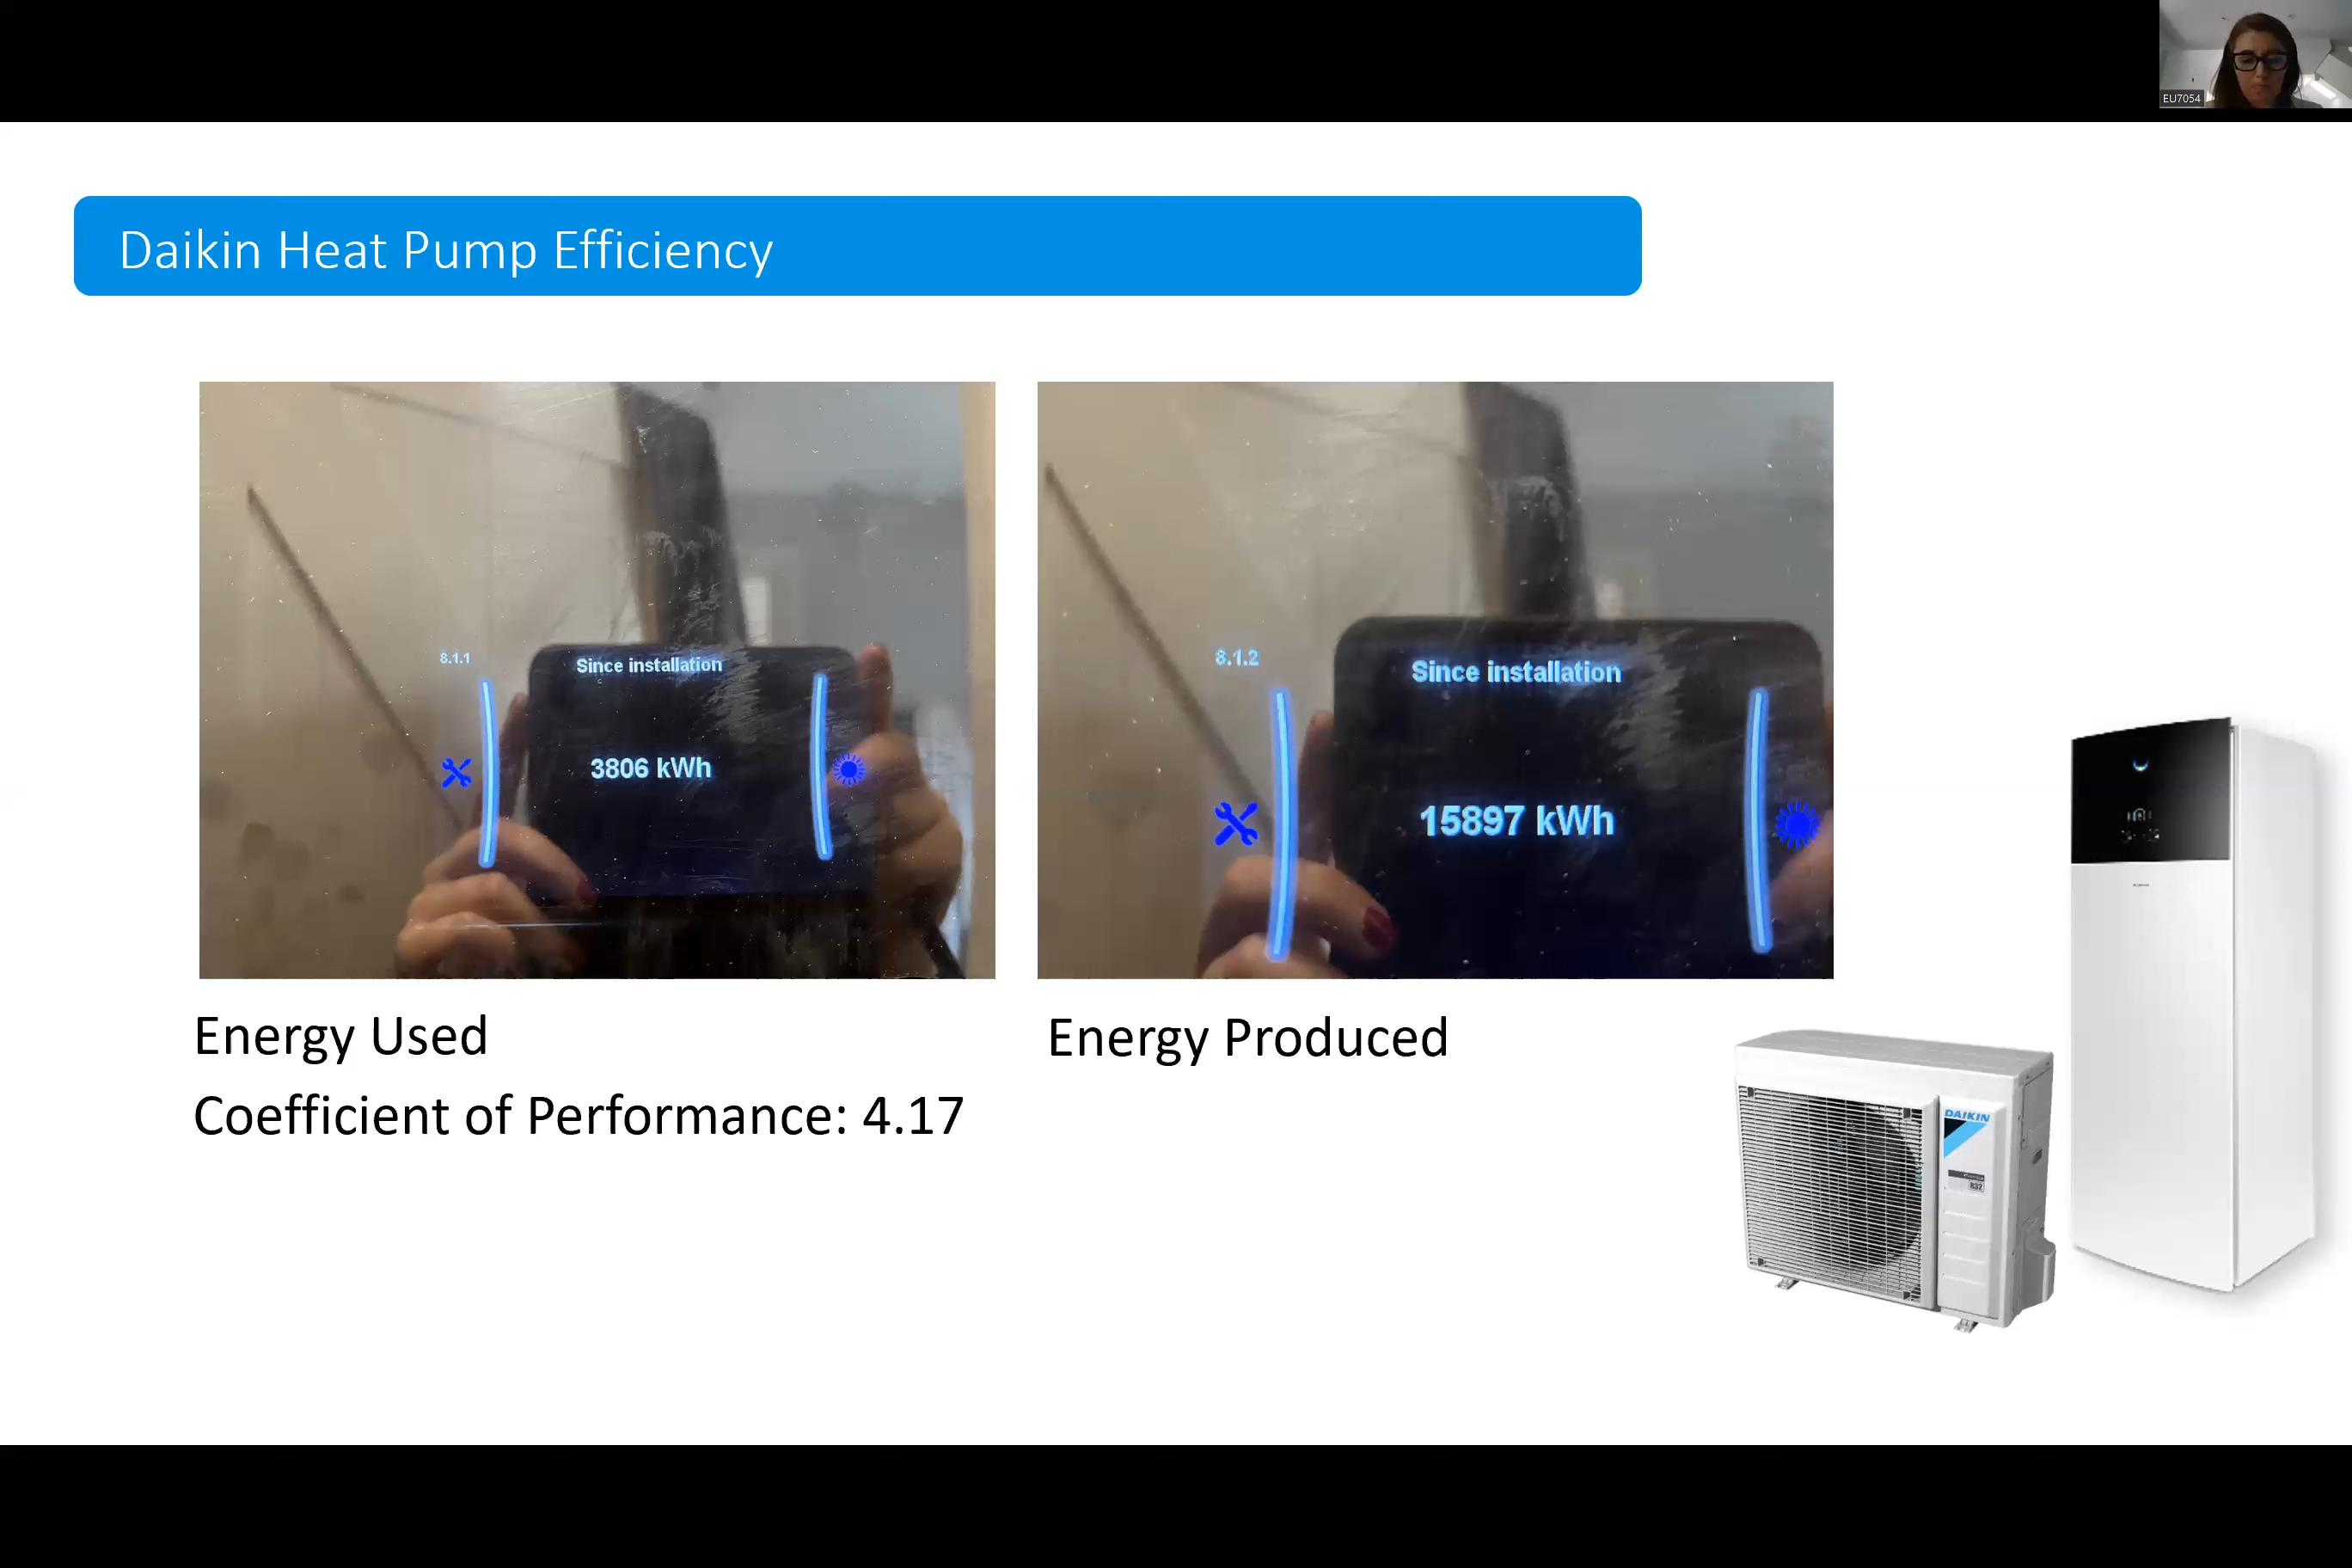 EU7054
Daikin Heat Pump Efficiency
8.1.1
Since installation
3806 kWh
8.1.2
Since installation
15897 kWh
Energy Used
Energy Produced
Coefficient of Performance: 4.17
DAIKIN
R32